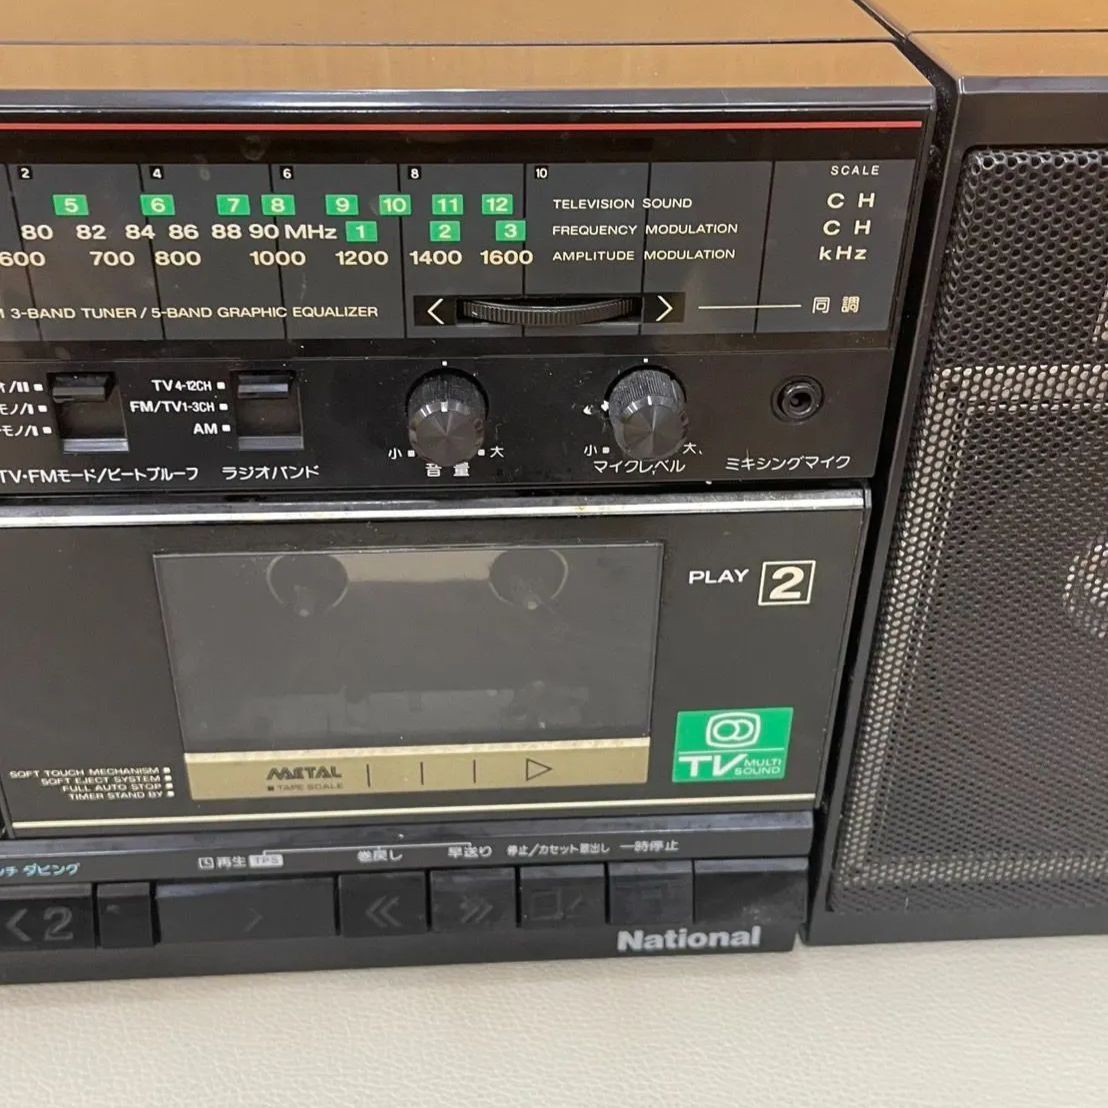 2 4 6 8 10
SCALE
5 6 7 8 9 10 11 12 TELEVISION SOUND CH
80 82 84 86 88 90 MHz 1 2 3 FREQUENCY MODULATION CH
600 700 800 1000 1200 1400 1600 AMPLITUDE MODULATION kHz
3-BAND TUNER / 5-BAND GRAPHIC EQUALIZER
同調
TV 4-12CH
FM/TV1-3CH
AM
小 大
小 大
TV・FMモード/ビートプルーフ
ラジオバンド
音量
マイクレベル
ミキシングマイク
PLAY 2
TV MULTI SOUND
METAL
TAPE SCALE
SOFT TOUCH MECHANISM
SOFT EJECT SYSTEM
FULL AUTO STOP
TIMER STAND BY
ダビング
再生 TPS
巻戻し
早送り
停止/カセット取出し
一時停止
2
National